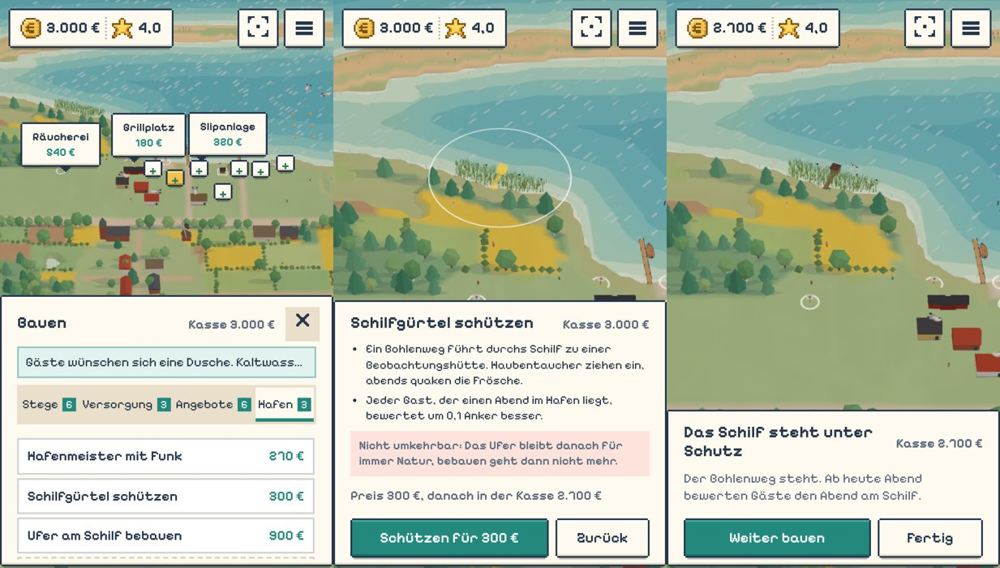 3.000 €
4,0
Räucherei
840 €
Grillplatz
180 €
Slipanlage
320 €
Bauen
Kasse 3.000 €
Gäste wünschen sich eine Dusche. Kaltwass...
Stege 6
Versorgung 3
Angebote 6
Hafen 3
Hafenmeister mit Funk
270 €
Schilfgürtel schützen
300 €
Ufer am Schilf bebauen
900 €
3.000 €
4,0
Schilfgürtel schützen
Kasse 3.000 €
• Ein Bohlenweg führt durchs Schilf zu einer
Beobachtungshütte. Haubentaucher ziehen ein,
abends quaken die Frösche.
• Jeder Gast, der einen Abend im Hafen liegt,
bewertet um 0,1 Anker besser.
Nicht umkehrbar: Das Ufer bleibt danach für
immer Natur, bebauen geht dann nicht mehr.
Preis 300 €, danach in der Kasse 2.700 €
Schützen für 300 €
Zurück
2.700 €
4,0
Das Schilf steht unter
Schutz
Kasse 2.700 €
Der Bohlenweg steht. Ab heute Abend
bewerten Gäste den Abend am Schilf.
Weiter bauen
Fertig